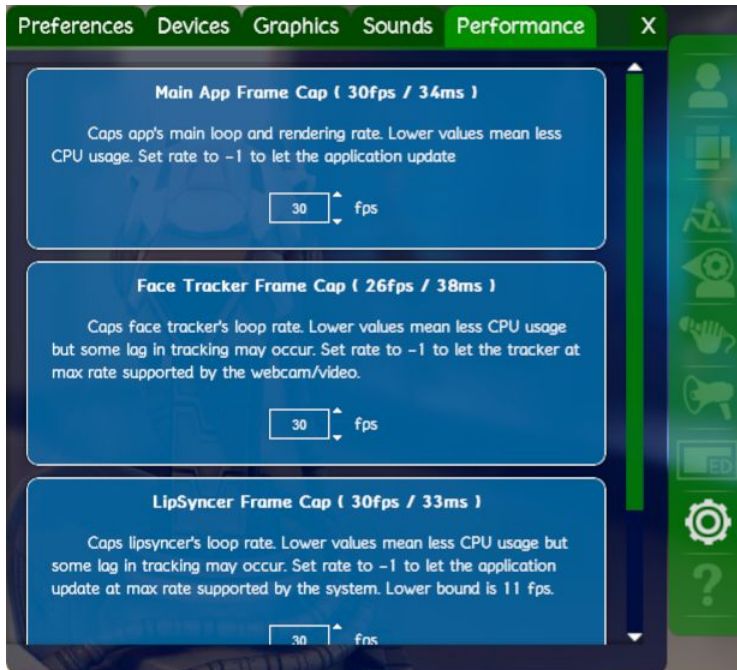 Preferences Devices Graphics Sounds Performance X
Main App Frame Cap ( 30fps / 34ms )
Caps app's main loop and rendering rate. Lower values mean less
CPU usage. Set rate to -1 to let the application update
30 fps
Face Tracker Frame Cap ( 26fps / 38ms )
Caps face tracker's loop rate. Lower values mean less CPU usage
but some lag in tracking may occur. Set rate to -1 to let the tracker at
max rate supported by the webcam/video.
30 fps
LipSyncer Frame Cap ( 30fps / 33ms )
Caps lipsyncer's loop rate. Lower values mean less CPU usage but
some lag in tracking may occur. Set rate to -1 to let the application
update at max rate supported by the system. Lower bound is 11 fps.
30 fps
ED
?